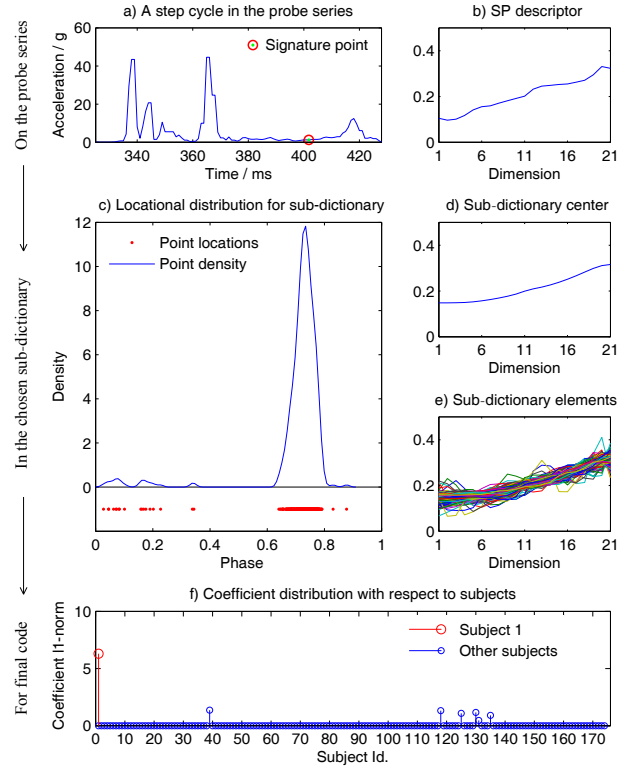 On the probe series
In the chosen sub-dictionary
For final code
a) A step cycle in the probe series
Acceleration / g
60
40
20
0
Signature point
340
360
380
400
420
Time / ms
b) SP descriptor
0.4
0.2
0
1
6
11
16
21
Dimension
c) Locational distribution for sub-dictionary
Density
12
10
8
6
4
2
0
Point locations
Point density
0
0.2
0.4
0.6
0.8
1
Phase
d) Sub-dictionary center
0.4
0.2
0
1
6
11
16
21
Dimension
e) Sub-dictionary elements
0.4
0.2
0
1
6
11
16
21
Dimension
f) Coefficient distribution with respect to subjects
Coefficient l1-norm
10
5
0
Subject 1
Other subjects
0
10
20
30
40
50
60
70
80
90
100
110
120
130
140
150
160
170
Subject Id.